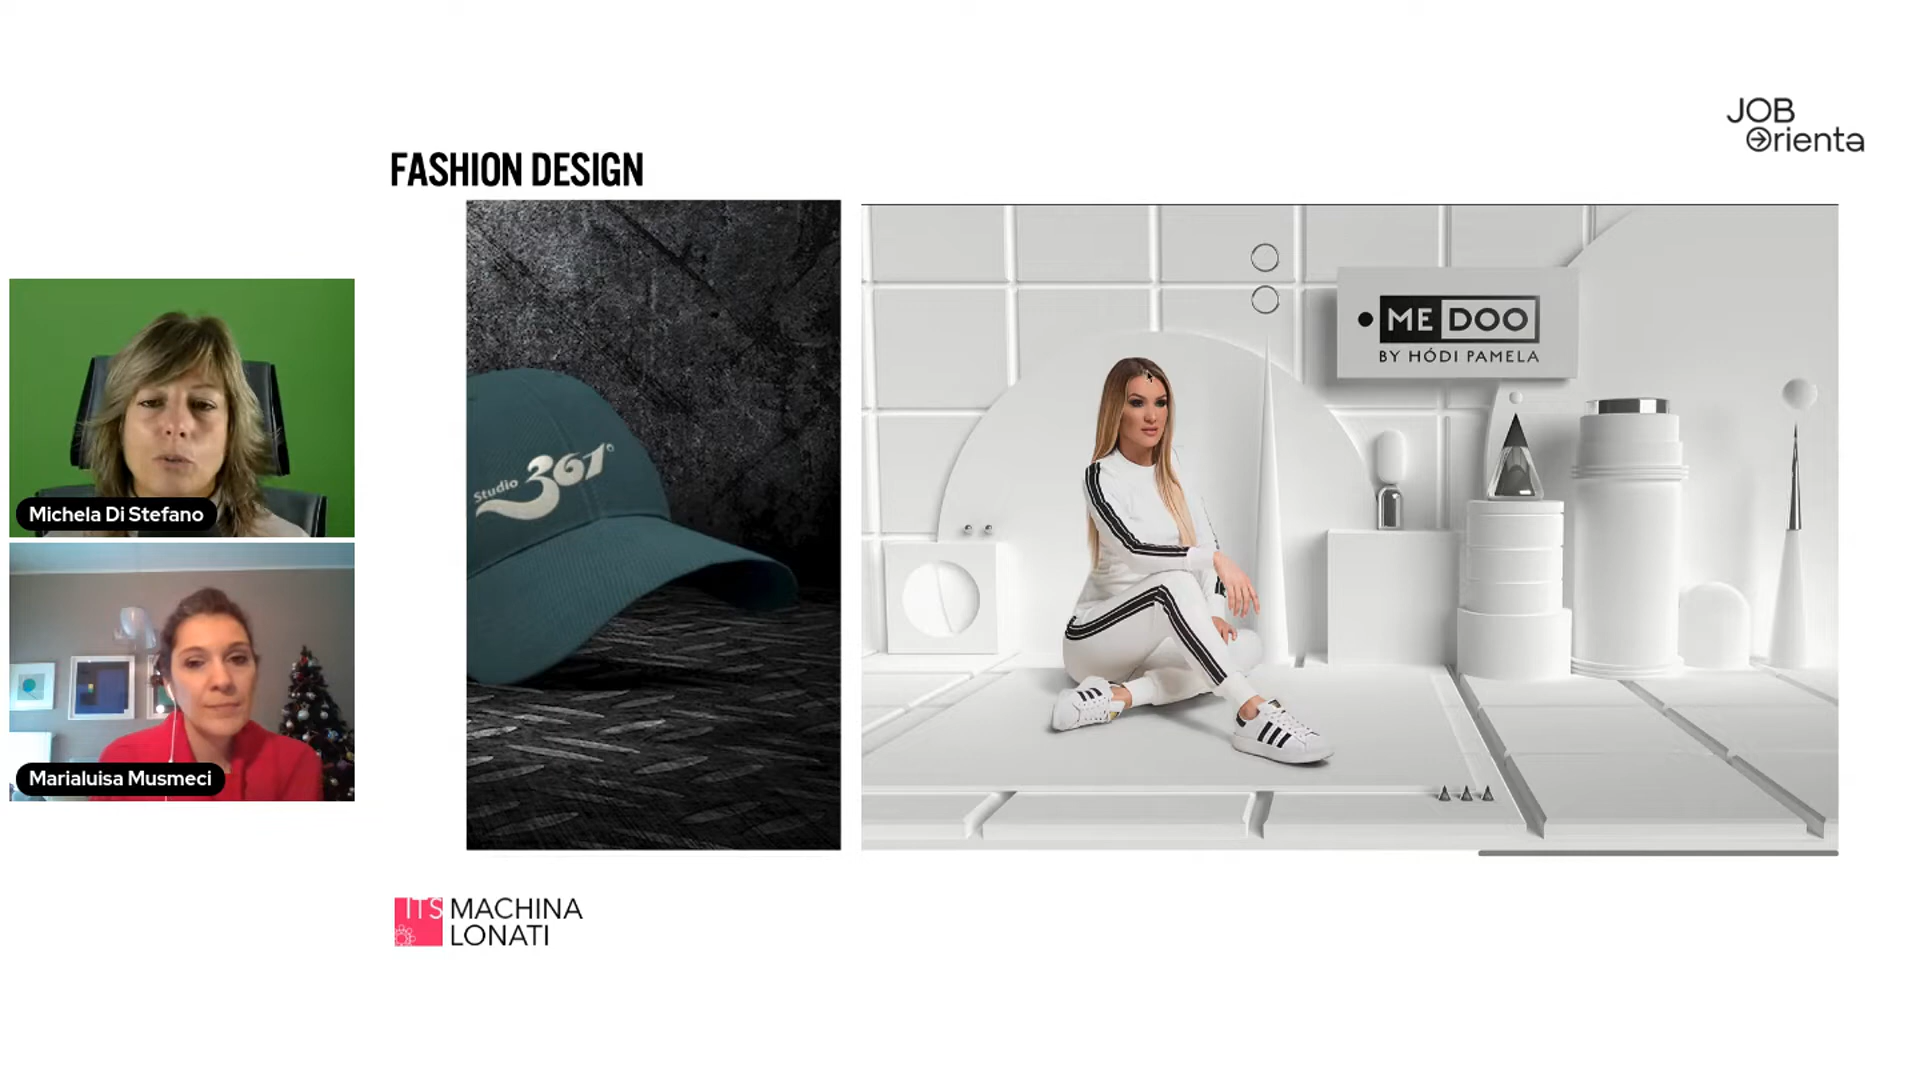 JOB
Orienta
FASHION DESIGN
Studio 361°
ME DOO
BY HÓDI PAMELA
Michela Di Stefano
Marialuisa Musmeci
ITS MACHINA
LONATI